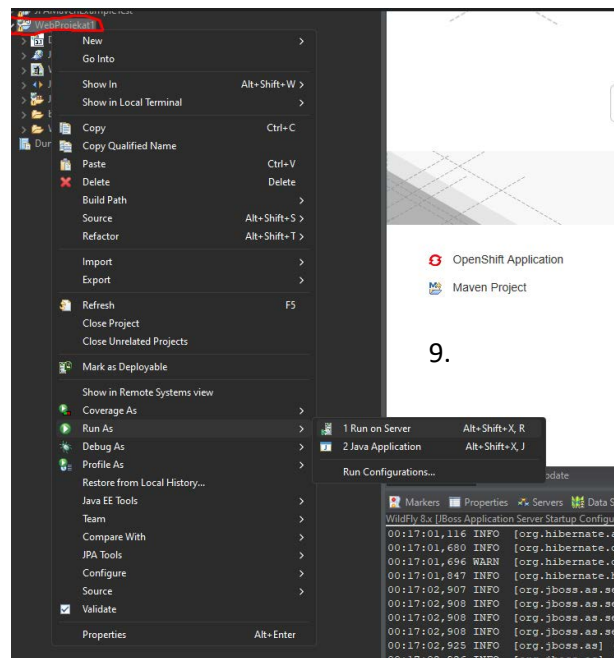 JPAMavenExampleTest
WebProjekat1
New
Go Into
Show In Alt+Shift+W >
Show in Local Terminal
Copy Ctrl+C
Copy Qualified Name
Paste Ctrl+V
Delete Delete
Build Path
Source Alt+Shift+S >
Refactor Alt+Shift+T >
Import
Export
Refresh F5
Close Project
Close Unrelated Projects
Mark as Deployable
Show in Remote Systems view
Coverage As
Run As
Debug As
Profile As
Restore from Local History...
Java EE Tools
Team
Compare With
JPA Tools
Configure
Source
Validate
Properties Alt+Enter
1 Run on Server Alt+Shift+X, R
2 Java Application Alt+Shift+X, J
Run Configurations...
OpenShift Application
Maven Project
9.
Markers Properties Servers Data S
WildFly 8.x [JBoss Application Server Startup Configu
00:17:01,116 INFO [org.hibernate.a
00:17:01,680 INFO [org.hibernate.d
00:17:01,696 WARN [org.hibernate.d
00:17:01,847 INFO [org.hibernate.h
00:17:02,907 INFO [org.jboss.as.se
00:17:02,908 INFO [org.jboss.as.se
00:17:02,908 INFO [org.jboss.as.se
00:17:02,908 INFO [org.jboss.as.se
00:17:02,925 INFO [org.jboss.as]